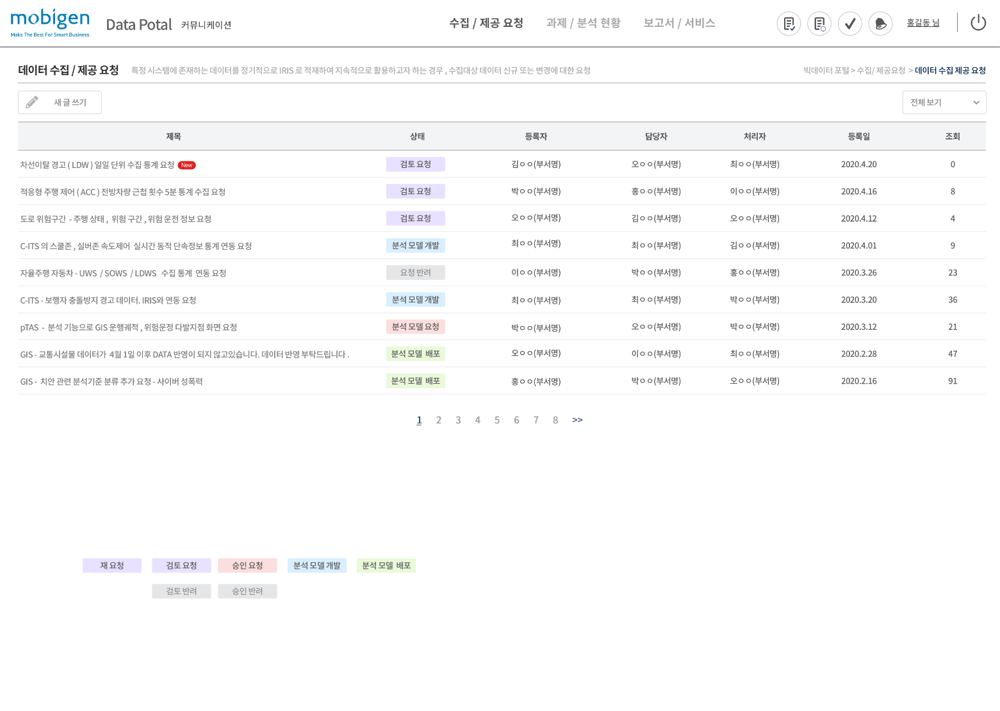 mobigen
Make The Best For Smart Business
Data Potal 커뮤니케이션
수집 / 제공 요청 과제 / 분석 현황 보고서 / 서비스
홍길동 님
데이터 수집 / 제공 요청 특정 시스템에 존재하는 데이터를 정기적으로 IRIS 로 적재하여 지속적으로 활용하고자 하는 경우 , 수집대상 데이터 신규 또는 변경에 대한 요청 빅데이터 포털 > 수집/ 제공요청 > 데이터 수집 제공 요청
새 글 쓰기 전체 보기
제목 상태 등록자 담당자 처리자 등록일 조회
차선이탈 경고 ( LDW ) 일일 단위 수집 통계 요청 New 검토 요청 김ㅇㅇ(부서명) 오ㅇㅇ(부서명) 최ㅇㅇ(부서명) 2020.4.20 0
적응형 주행 제어 ( ACC ) 전방차량 근첩 횟수 5분 통계 수집 요청 검토 요청 박ㅇㅇ(부서명) 홍ㅇㅇ(부서명) 이ㅇㅇ(부서명) 2020.4.16 8
도로 위험구간 - 주행 상태 , 위험 구간 , 위험 운전 정보 요청 검토 요청 오ㅇㅇ(부서명) 김ㅇㅇ(부서명) 오ㅇㅇ(부서명) 2020.4.12 4
C-ITS 의 스쿨존 , 실버존 속도제어 실시간 동적 단속정보 통계 연동 요청 분석 모델 개발 최ㅇㅇ(부서명) 최ㅇㅇ(부서명) 김ㅇㅇ(부서명) 2020.4.01 9
자율주행 자동차 - UWS / SOWS / LDWS 수집 통계 연동 요청 요청 반려 이ㅇㅇ(부서명) 박ㅇㅇ(부서명) 홍ㅇㅇ(부서명) 2020.3.26 23
C-ITS - 보행자 충돌방지 경고 데이터. IRIS와 연동 요청 분석 모델 개발 최ㅇㅇ(부서명) 최ㅇㅇ(부서명) 박ㅇㅇ(부서명) 2020.3.20 36
pTAS - 분석 기능으로 GIS 운행궤적 , 위험운정 다발지점 화면 요청 분석 모델 요청 박ㅇㅇ(부서명) 오ㅇㅇ(부서명) 박ㅇㅇ(부서명) 2020.3.12 21
GIS - 교통시설물 데이터가 4월 1일 이후 DATA 반영이 되지 않고있습니다. 데이터 반영 부탁드립니다 . 분석 모델 배포 오ㅇㅇ(부서명) 이ㅇㅇ(부서명) 최ㅇㅇ(부서명) 2020.2.28 47
GIS - 치안 관련 분석기준 분류 추가 요청 - 사이버 성폭력 분석 모델 배포 홍ㅇㅇ(부서명) 박ㅇㅇ(부서명) 오ㅇㅇ(부서명) 2020.2.16 91
1 2 3 4 5 6 7 8 >>
재 요청 검토 요청 승인 요청 분석 모델 개발 분석 모델 배포
검토 반려 승인 반려